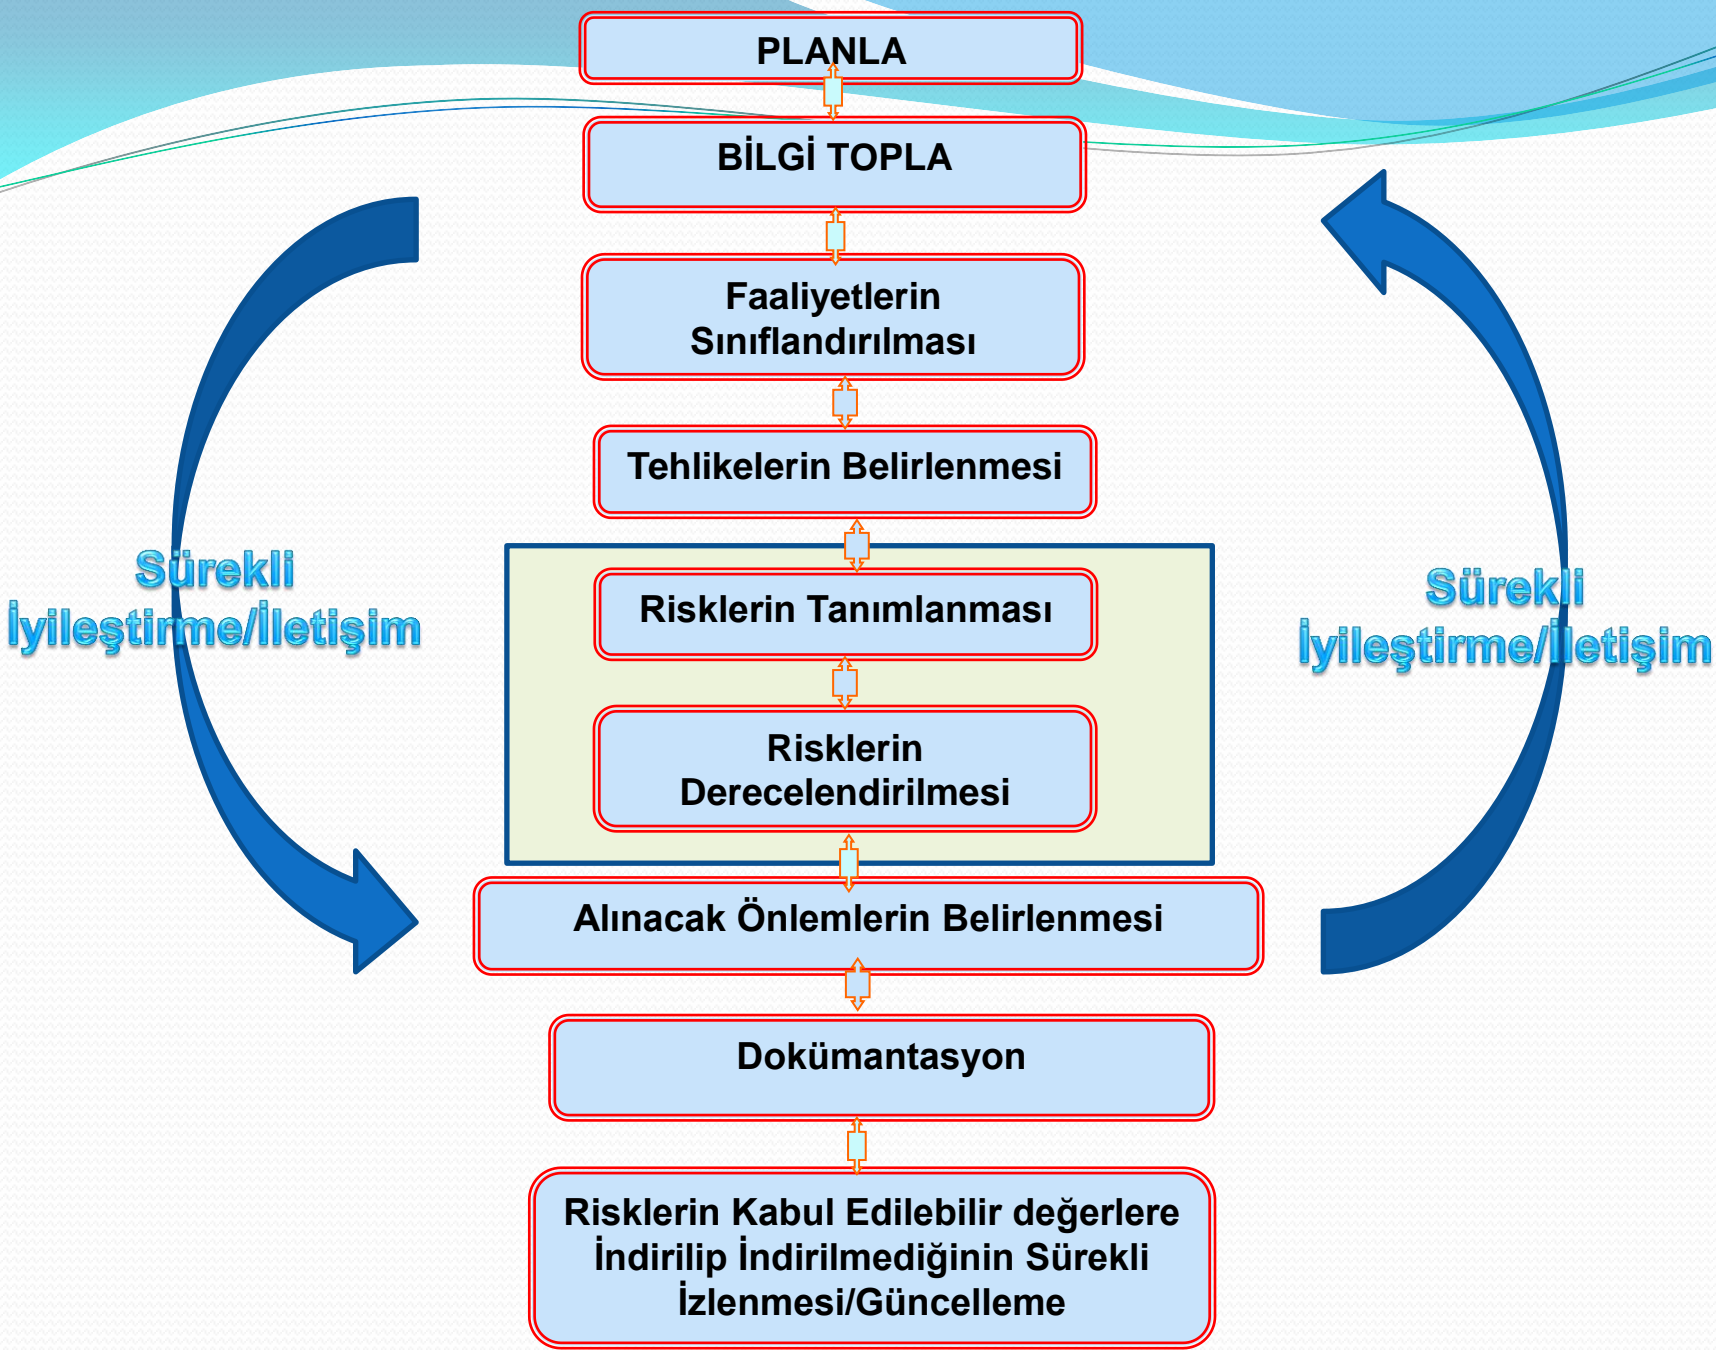 PLANLA
BİLGİ TOPLA
Faaliyetlerin
Sınıflandırılması
Tehlikelerin Belirlenmesi
Sürekli
İyileştirme/İletişim
Risklerin Tanımlanması
Sürekli
İyileştirme/İletişim
Risklerin
Derecelendirilmesi
Alınacak Önlemlerin Belirlenmesi
Dokümantasyon
Risklerin Kabul Edilebilir değerlere
İndirilip İndirilmediğinin Sürekli
İzlenmesi/Güncelleme